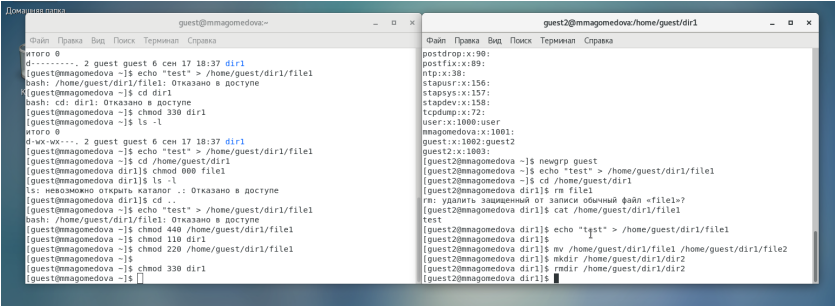 Домашняя папка
guest@mmagomedova:~
Файл Правка Вид Поиск Терминал Справка
итого 0
d---------. 2 guest guest 6 сен 17 18:37 dir1
[guest@mmagomedova ~]$ echo "test" > /home/guest/dir1/file1
bash: /home/guest/dir1/file1: Отказано в доступе
[guest@mmagomedova ~]$ cd dir1
bash: cd: dir1: Отказано в доступе
[guest@mmagomedova ~]$ chmod 330 dir1
[guest@mmagomedova ~]$ ls -l
итого 0
d-wx-wx---. 2 guest guest 6 сен 17 18:37 dir1
[guest@mmagomedova ~]$ echo "test" > /home/guest/dir1/file1
[guest@mmagomedova ~]$ cd /home/guest/dir1
[guest@mmagomedova dir1]$ chmod 000 file1
[guest@mmagomedova dir1]$ ls -l
ls: невозможно открыть каталог .: Отказано в доступе
[guest@mmagomedova dir1]$ cd ..
[guest@mmagomedova ~]$ echo "test" > /home/guest/dir1/file1
bash: /home/guest/dir1/file1: Отказано в доступе
[guest@mmagomedova ~]$ chmod 440 /home/guest/dir1/file1
[guest@mmagomedova ~]$ chmod 110 dir1
[guest@mmagomedova ~]$ chmod 220 /home/guest/dir1/file1
[guest@mmagomedova ~]$
[guest@mmagomedova ~]$ chmod 330 dir1
[guest@mmagomedova ~]$
guest2@mmagomedova:/home/guest/dir1
Файл Правка Вид Поиск Терминал Справка
postdrop:x:90:
postfix:x:89:
ntp:x:38:
stapusr:x:156:
stapsys:x:157:
stapdev:x:158:
tcpdump:x:72:
user:x:1000:user
mmagomedova:x:1001:
guest:x:1002:guest2
guest2:x:1003:
[guest2@mmagomedova ~]$ newgrp guest
[guest2@mmagomedova ~]$ echo "test" > /home/guest/dir1/file1
[guest2@mmagomedova ~]$ cd /home/guest/dir1
[guest2@mmagomedova dir1]$ rm file1
rm: удалить защищенный от записи обычный файл «file1»?
[guest2@mmagomedova dir1]$ cat /home/guest/dir1/file1
test
[guest2@mmagomedova dir1]$ echo "test" > /home/guest/dir1/file1
[guest2@mmagomedova dir1]$
[guest2@mmagomedova dir1]$ mv /home/guest/dir1/file1 /home/guest/dir1/file2
[guest2@mmagomedova dir1]$ mkdir /home/guest/dir1/dir2
[guest2@mmagomedova dir1]$ rmdir /home/guest/dir1/dir2
[guest2@mmagomedova dir1]$